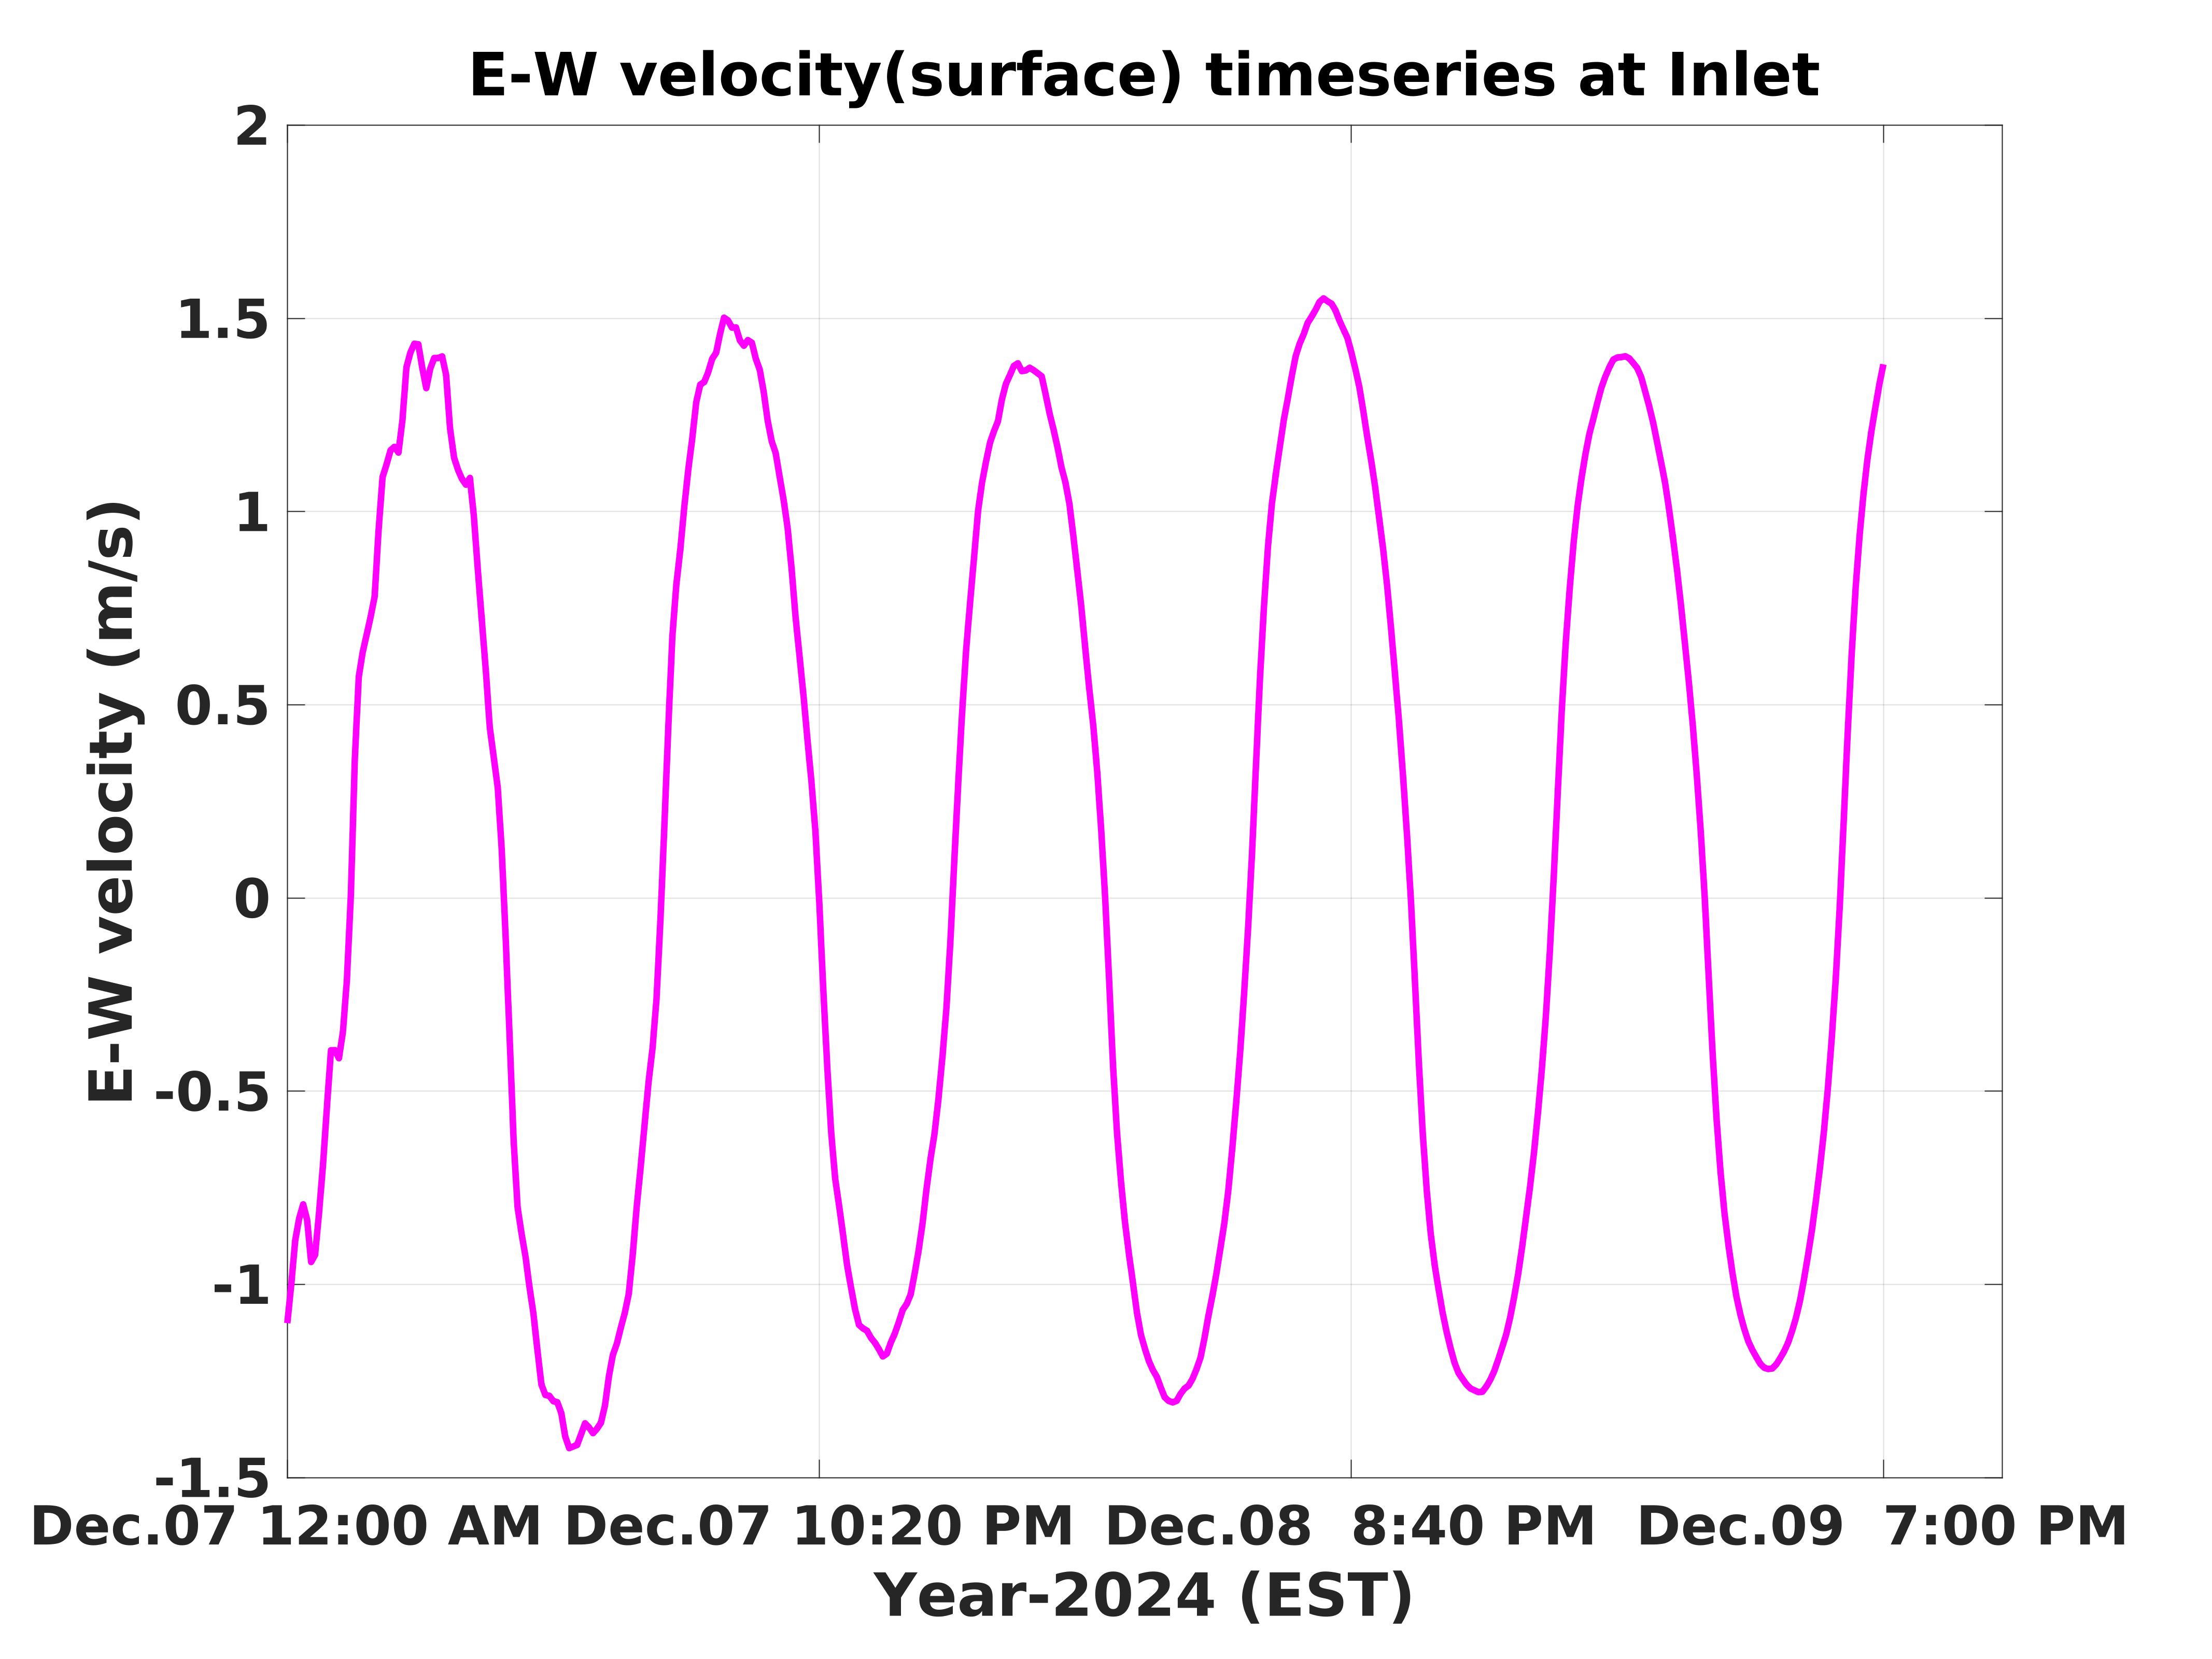 E-W velocity(surface) timeseries at Inlet
E-W velocity (m/s)
2
1.5
1
0.5
0
-0.5
-1
-1.5
Dec.07 12:00 AM Dec.07 10:20 PM Dec.08 8:40 PM Dec.09 7:00 PM
Year-2024 (EST)